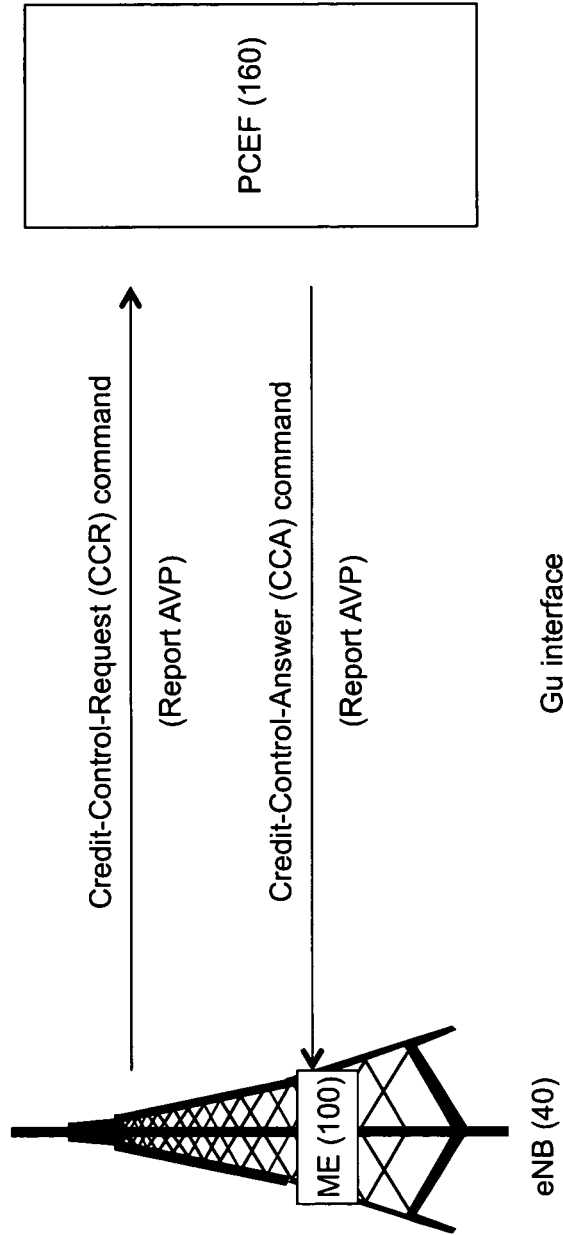 Credit-Control-Request (CCR) command
(Report AVP)
PCEF (160)
Credit-Control-Answer (CCA) command
(Report AVP)
ME (100)
eNB (40)
Gu interface